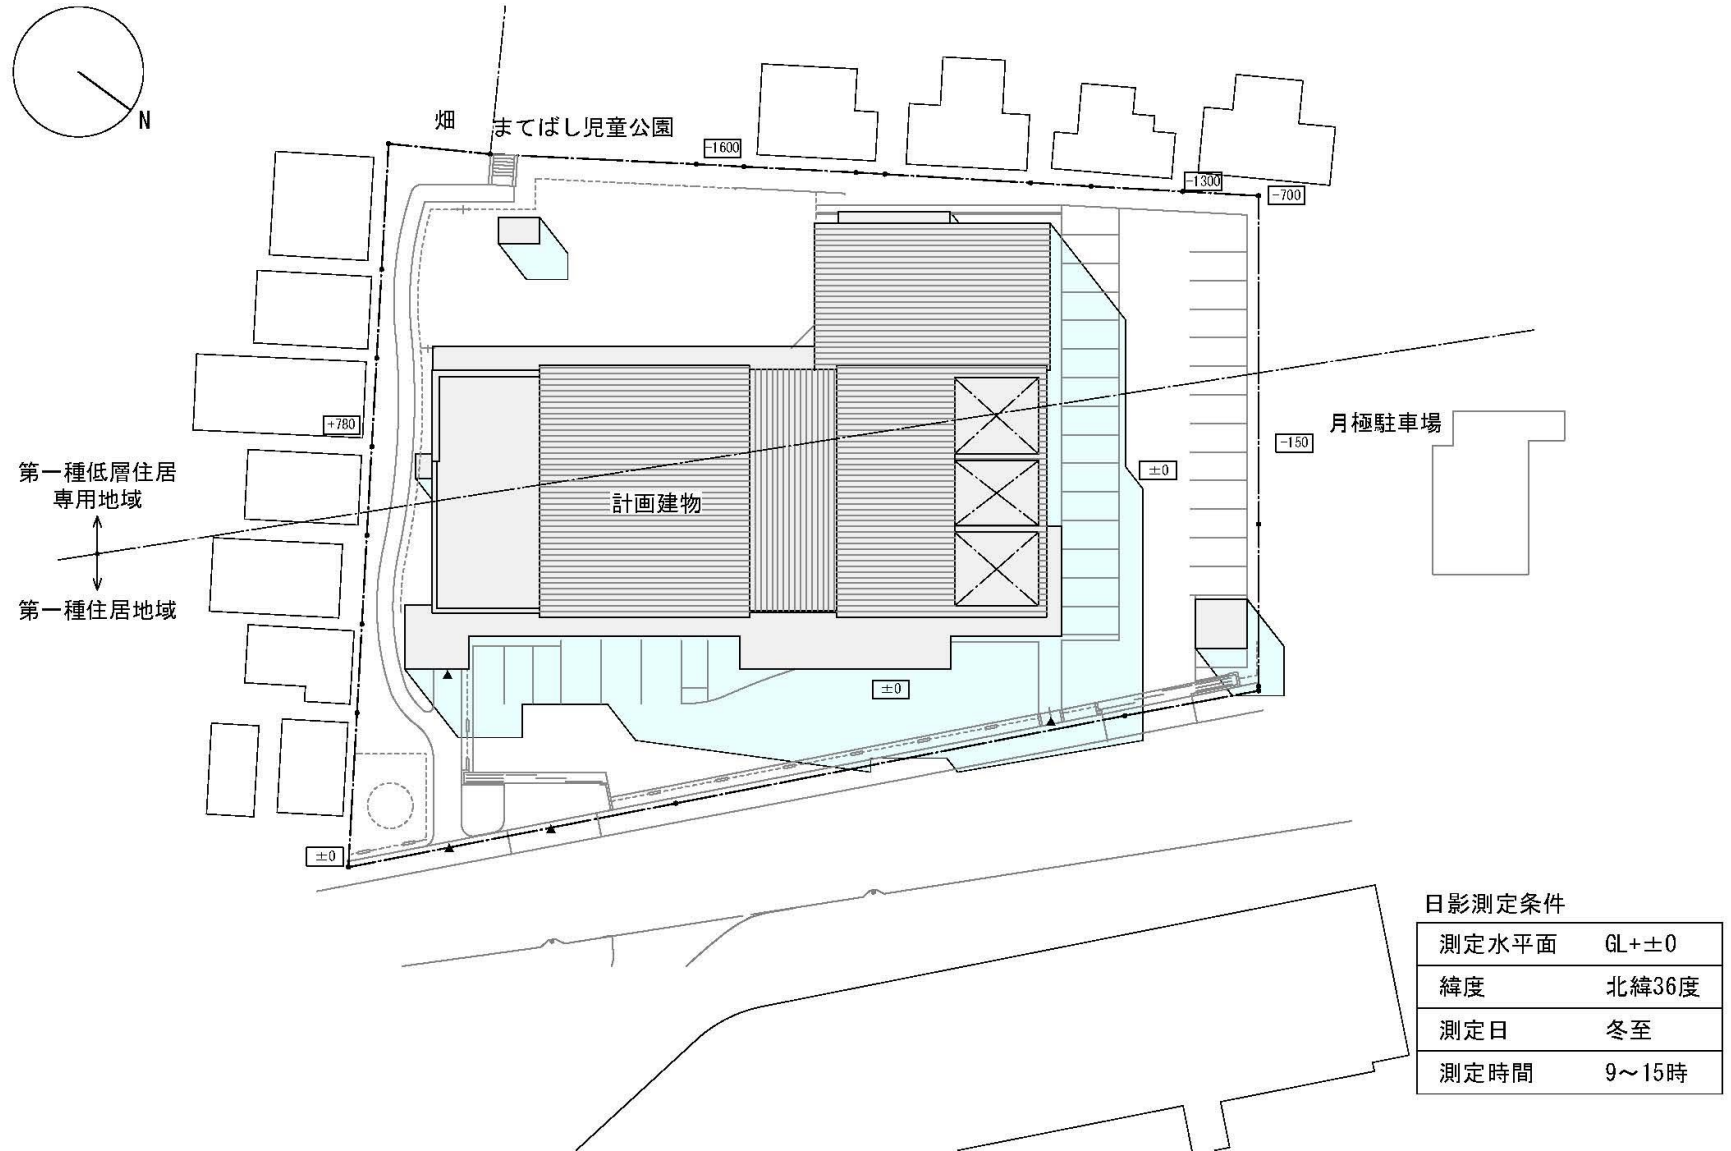 N
畑
まてばし児童公園
-1600
-1300
-700
+780
月極駐車場
-150
±0
第一種低層住居
専用地域
計画建物
第一種住居地域
±0
±0
日影測定条件
測定水平面 GL+±0
緯度 北緯36度
測定日 冬至
測定時間 9~15時